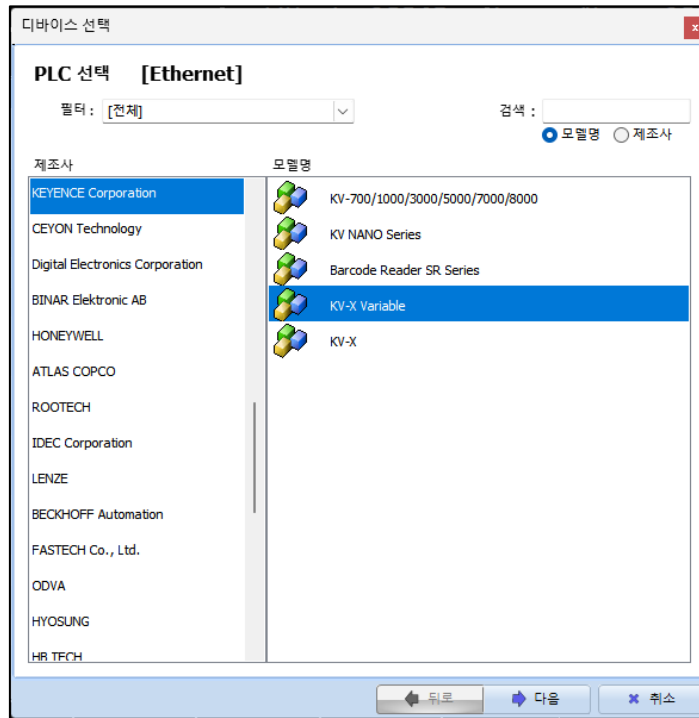 디바이스 선택
x
PLC 선택 [Ethernet]
필터 : [전체]
검색 :
모델명 제조사
제조사
모델명
KEYENCE Corporation
CEYON Technology
Digital Electronics Corporation
BINAR Elektronic AB
HONEYWELL
ATLAS COPCO
ROOTECH
IDEC Corporation
LENZE
BECKHOFF Automation
FASTECH Co., Ltd.
ODVA
HYOSUNG
HB TECH
KV-700/1000/3000/5000/7000/8000
KV NANO Series
Barcode Reader SR Series
KV-X Variable
KV-X
뒤로
다음
취소